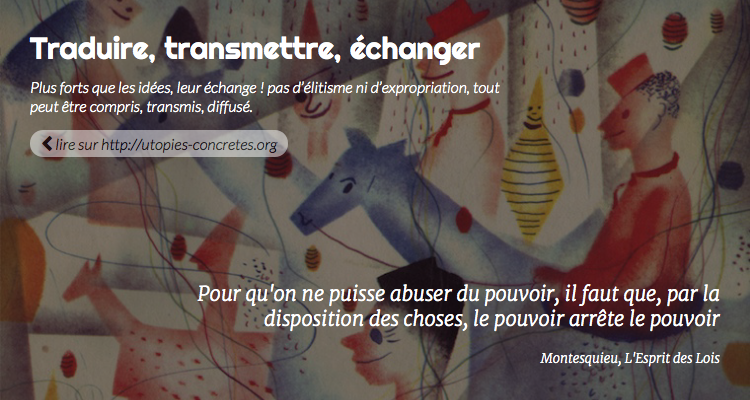 Traduire, transmettre, échanger
Plus forts que les idées, leur échange ! pas d'élitisme ni d'expropriation, tout
peut être compris, transmis, diffusé.
lire sur http://utopies-concretes.org
Pour qu'on ne puisse abuser du pouvoir, il faut que, par la
disposition des choses, le pouvoir arrête le pouvoir
Montesquieu, L'Esprit des Lois